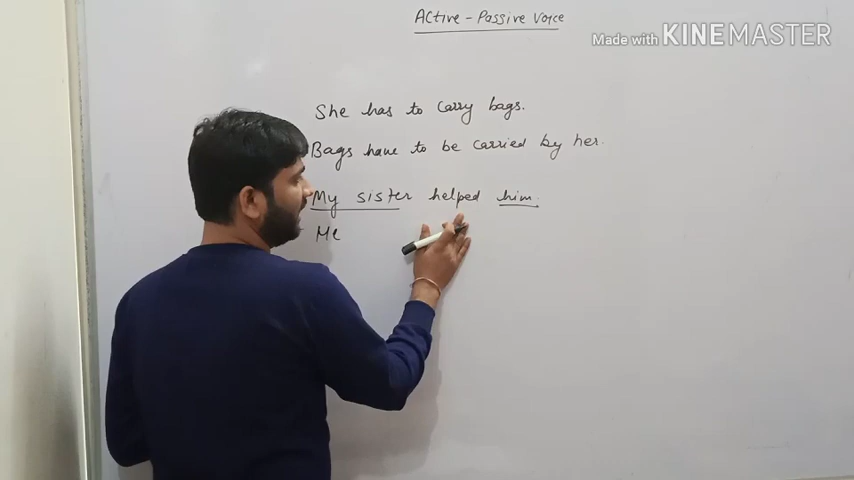 Active - Passive Voice
Made with KINEMASTER
She has to carry bags.
Bags have to be carried by her.
My sister helped him.
He